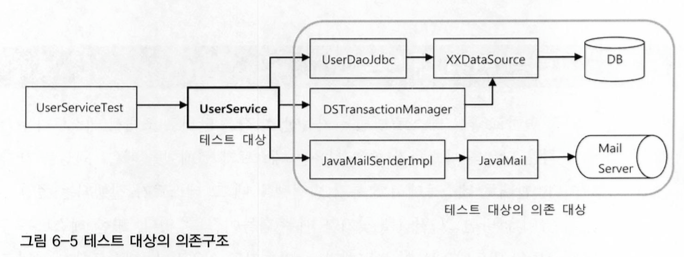 UserDaoJdbc
XXDataSource
DB
UserServiceTest
UserService
DSTransactionManager
테스트 대상
JavaMailSenderImpl
JavaMail
Mail
Server
테스트 대상의 의존 대상
그림 6-5 테스트 대상의 의존구조